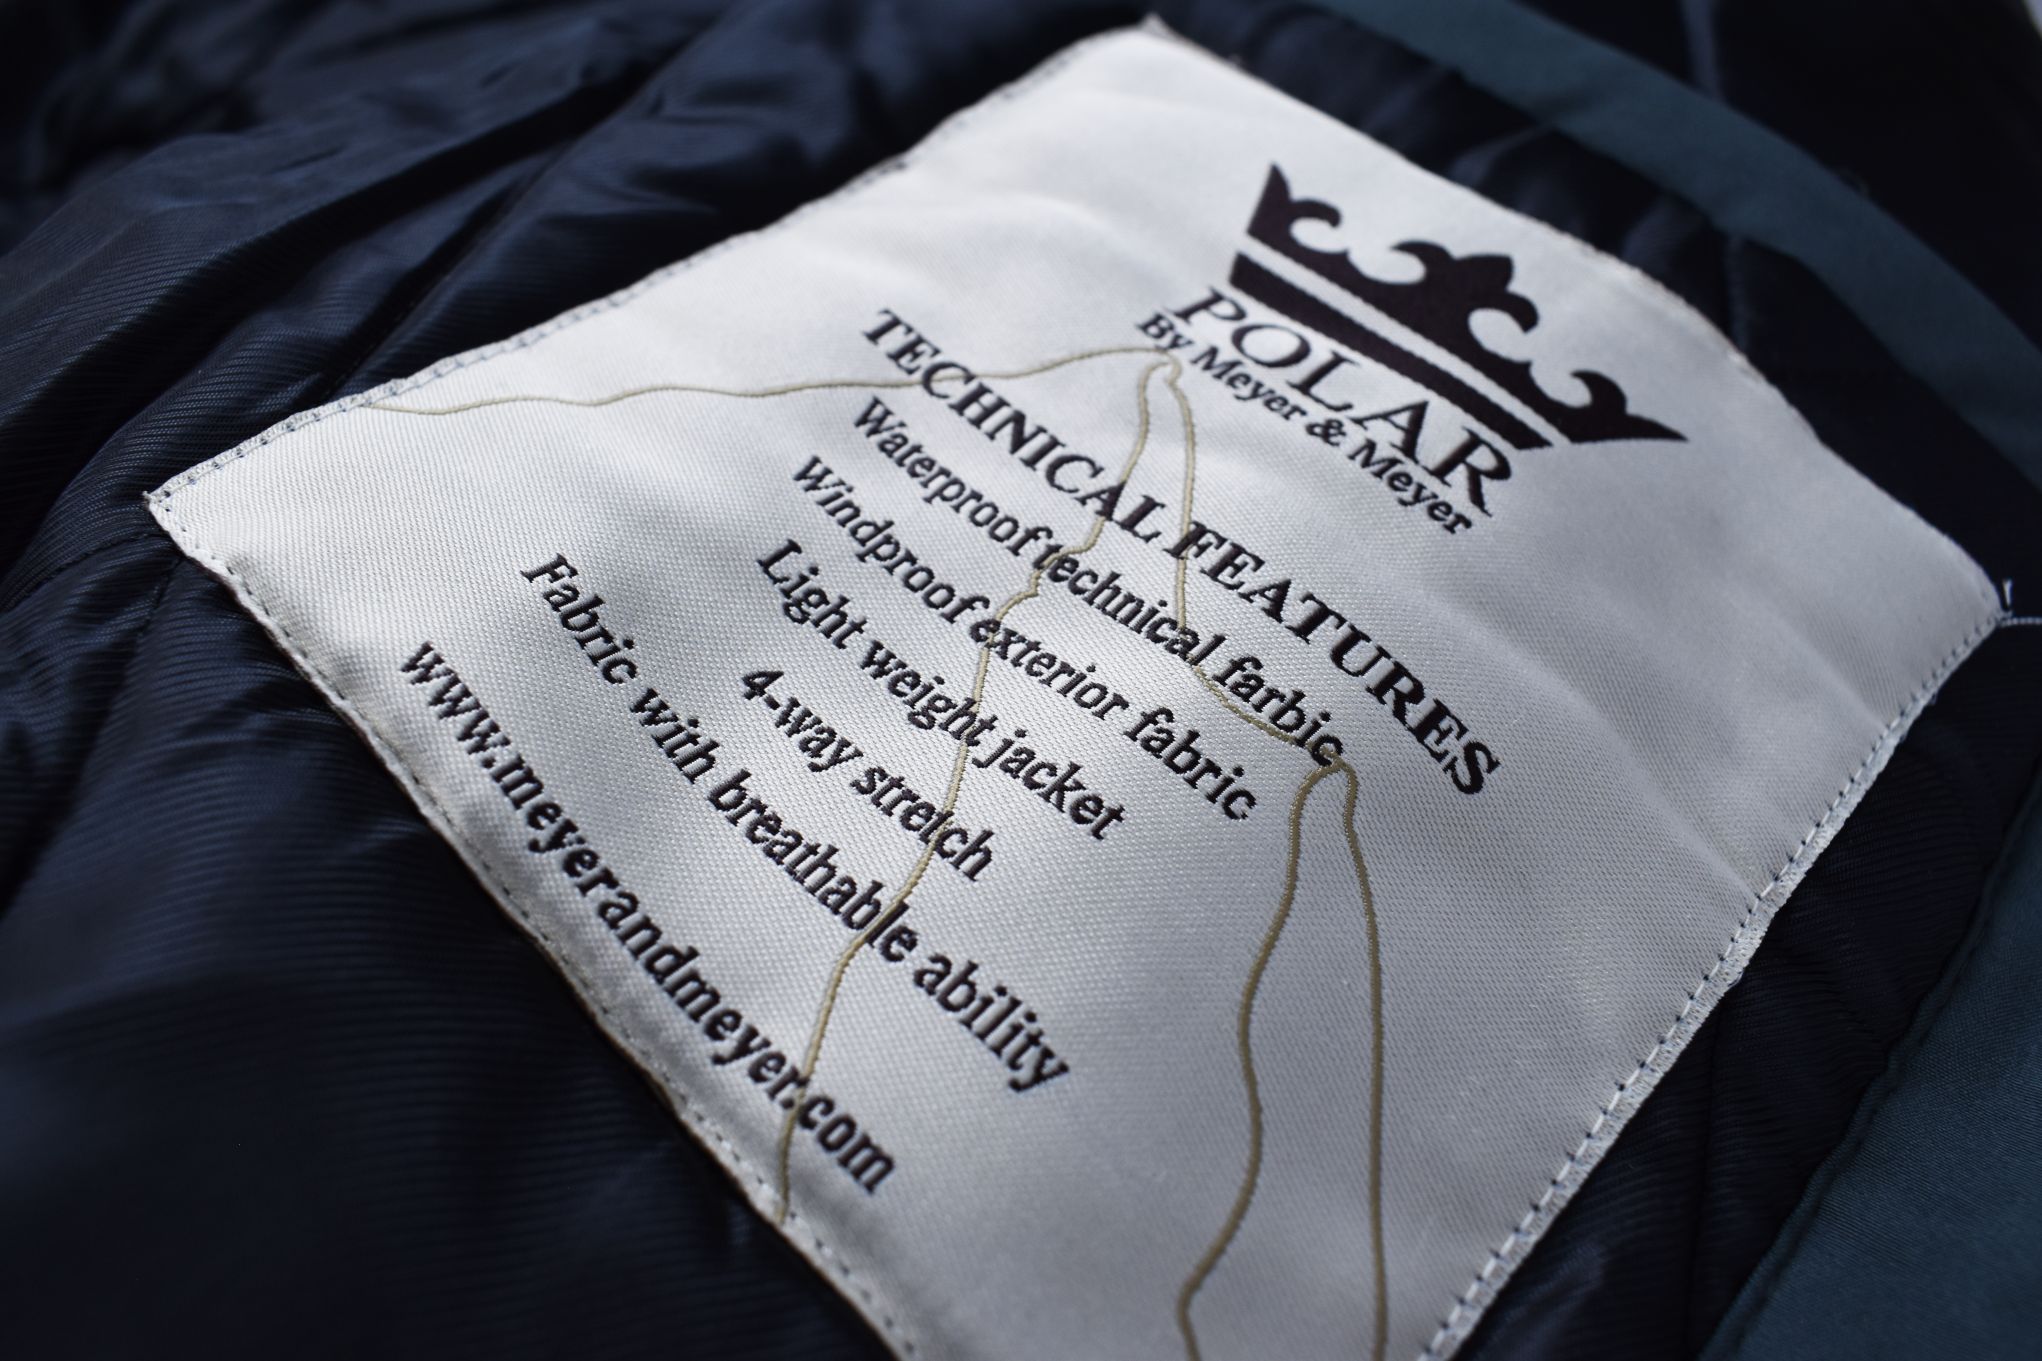 POLAR
By Meyer & Meyer
TECHNICAL FEATURES
Waterproof technical farbic
Windproof exterior fabric
Light weight jacket
4-way stretch
Fabric with breathable ability
www.meyerandmeyer.com